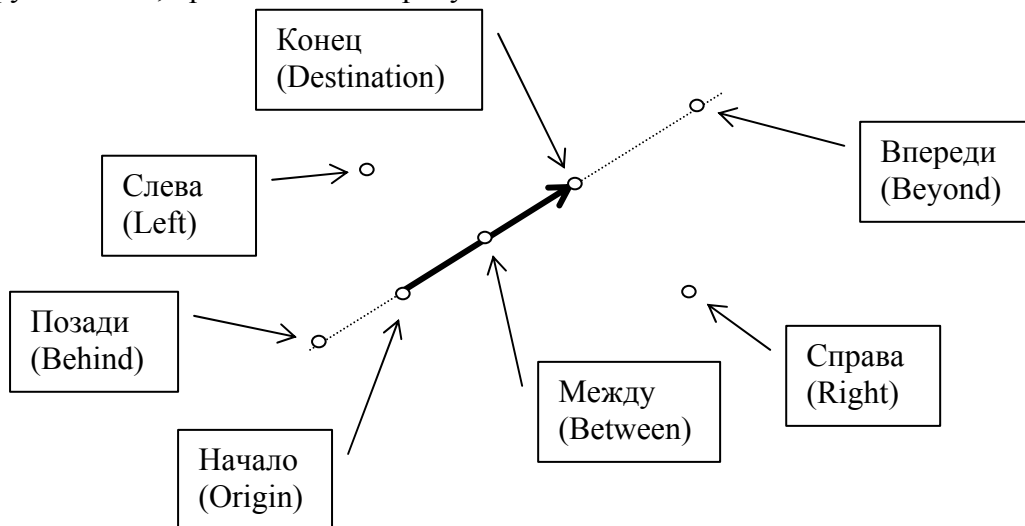 Конец
(Destination)
Впереди
(Beyond)
Слева
(Left)
Позади
(Behind)
Справа
(Right)
Между
(Between)
Начало
(Origin)